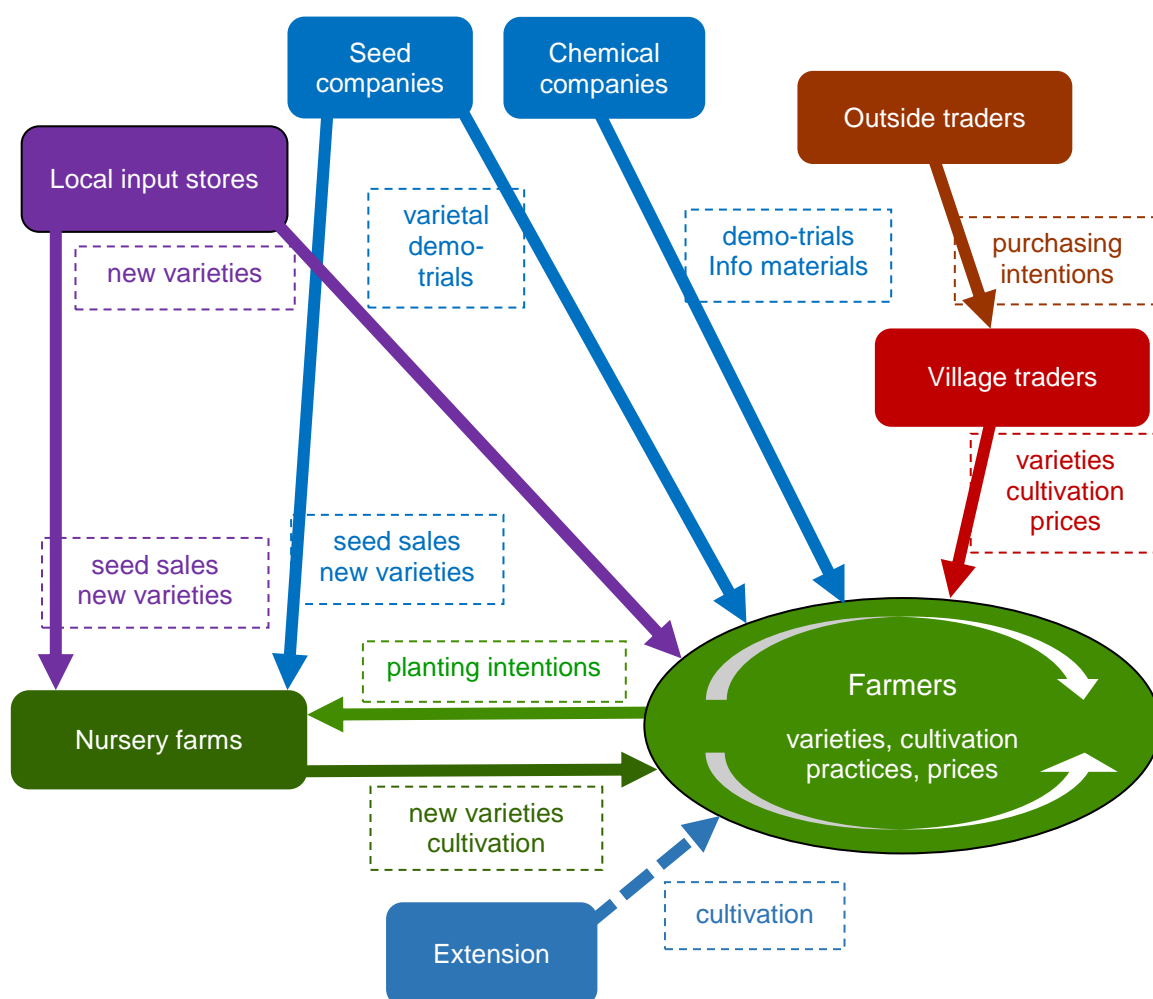 Seed
companies
Chemical
companies
Outside traders
Local input stores
new varieties
varietal
demo-
trials
demo-trials
Info materials
purchasing
intentions
Village traders
varieties
cultivation
prices
seed sales
new varieties
seed sales
new varieties
planting intentions
Farmers
varieties, cultivation
practices, prices
Nursery farms
new varieties
cultivation
cultivation
Extension